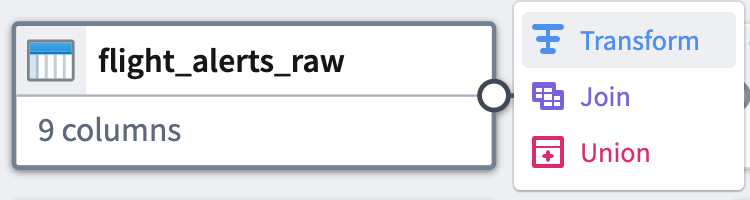 flight_alerts_raw
9 columns
Transform
Join
Union